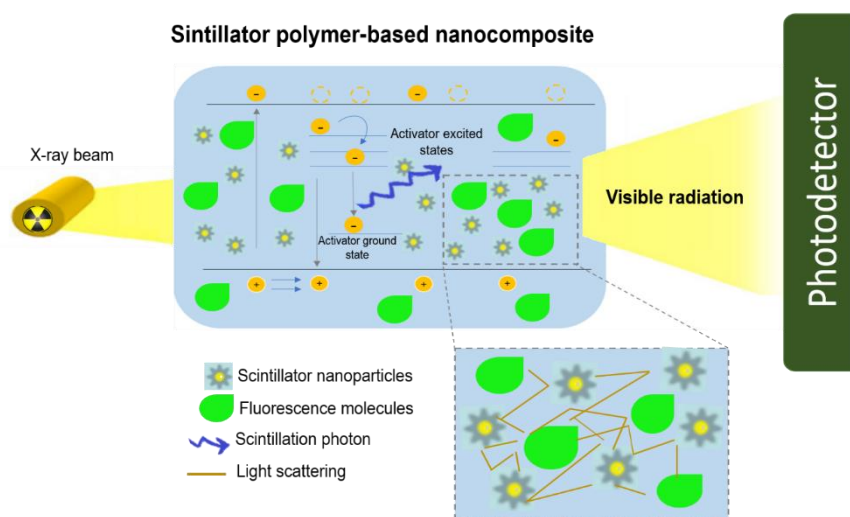 Sintillator polymer-based nanocomposite
X-ray beam
Activator excited
states
Activator ground
state
Visible radiation
Photodetector
Scintillator nanoparticles
Fluorescence molecules
Scintillation photon
Light scattering